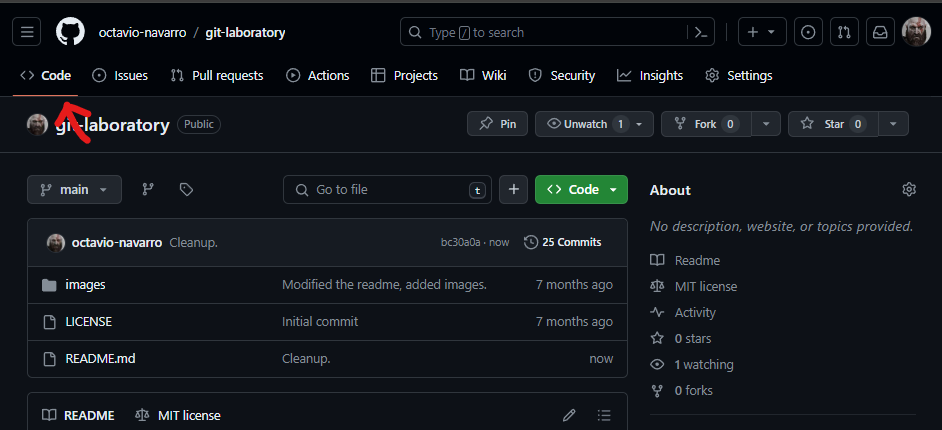 octavio-navarro / git-laboratory Type / to search
Code Issues Pull requests Actions Projects Wiki Security Insights Settings
git-laboratory Public Pin Unwatch 1 Fork 0 Star 0
main Go to file t Code
About
octavio-navarro Cleanup. bc30a0a · now 25 Commits
No description, website, or topics provided.
images Modified the readme, added images. 7 months ago
LICENSE Initial commit 7 months ago
README.md Cleanup. now
Readme
MIT license
Activity
0 stars
1 watching
0 forks
README MIT license